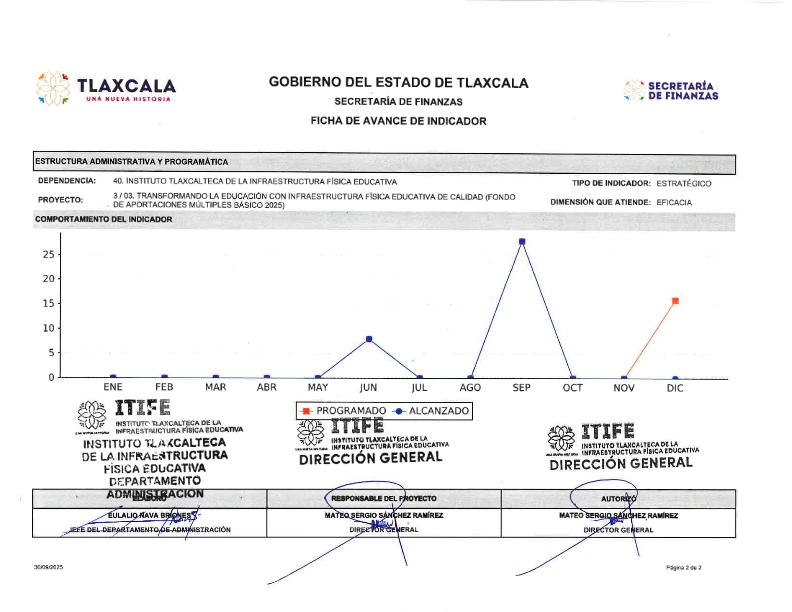 TLAXCALA
UNA NUEVA HISTORIA
GOBIERNO DEL ESTADO DE TLAXCALA
SECRETARÍA DE FINANZAS
FICHA DE AVANCE DE INDICADOR
SECRETARÍA
DE FINANZAS
ESTRUCTURA ADMINISTRATIVA Y PROGRAMÁTICA
DEPENDENCIA: 40. INSTITUTO TLAXCALTECA DE LA INFRAESTRUCTURA FÍSICA EDUCATIVA TIPO DE INDICADOR: ESTRATÉGICO
PROYECTO: 3 / 03. TRANSFORMANDO LA EDUCACIÓN CON INFRAESTRUCTURA FÍSICA EDUCATIVA DE CALIDAD (FONDO
DE APORTACIONES MÚLTIPLES BÁSICO 2025) DIMENSIÓN QUE ATIENDE: EFICACIA
COMPORTAMIENTO DEL INDICADOR
25
20
15
10
5
0
ENE FEB MAR ABR MAY JUN JUL AGO SEP OCT NOV DIC
PROGRAMADO ALCANZADO
ITIFE
INSTITUTO TLAXCALTECA DE LA
INFRAESTRUCTURA FÍSICA EDUCATIVA
INSTITUTO TLAXCALTECA
DE LA INFRAESTRUCTURA
FÍSICA EDUCATIVA
DEPARTAMENTO
ADMINISTRACION
ITIFE
INSTITUTO TLAXCALTECA DE LA
INFRAESTRUCTURA FÍSICA EDUCATIVA
DIRECCIÓN GENERAL
ITIFE
INSTITUTO TLAXCALTECA DE LA
INFRAESTRUCTURA FÍSICA EDUCATIVA
DIRECCIÓN GENERAL
ELABORÓ RESPONSABLE DEL PROYECTO AUTORIZÓ
EULALIO NAVA BRIONES MATEO SERGIO SÁNCHEZ RAMÍREZ MATEO SERGIO SÁNCHEZ RAMÍREZ
JEFE DEL DEPARTAMENTO DE ADMINISTRACIÓN DIRECTOR GENERAL DIRECTOR GENERAL
30/09/2025 Página 2 de 2